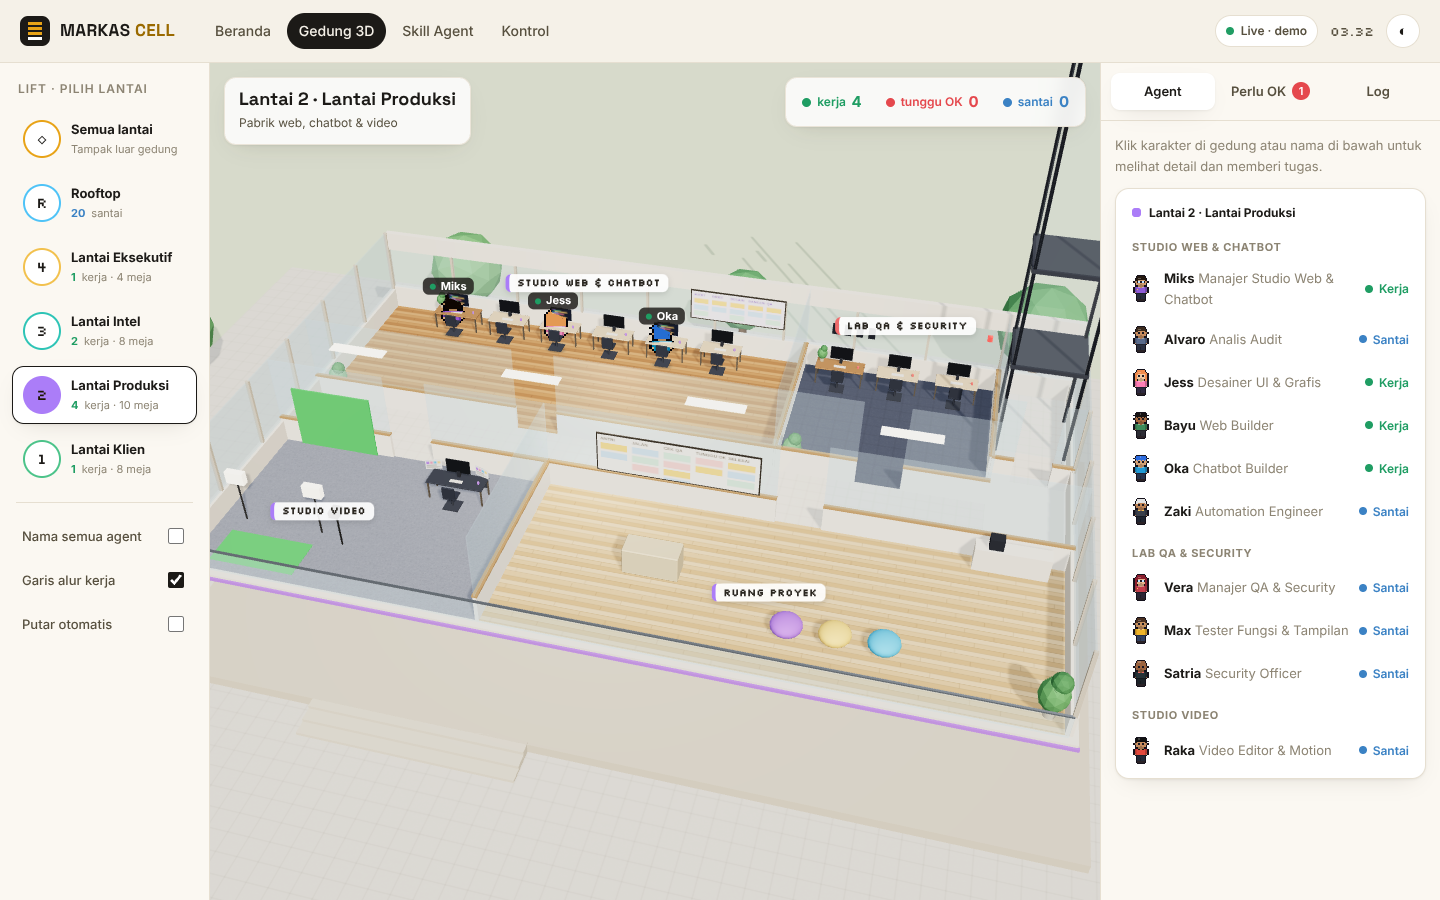 MARKAS CELL
Beranda
Gedung 3D
Skill Agent
Kontrol
Live · demo
03.32
LIFT · PILIH LANTAI
Semua lantai
Tampak luar gedung
R
Rooftop
20 santai
4
Lantai Eksekutif
1 kerja · 4 meja
3
Lantai Intel
2 kerja · 8 meja
2
Lantai Produksi
4 kerja · 10 meja
1
Lantai Klien
1 kerja · 8 meja
Nama semua agent
Garis alur kerja
Putar otomatis
Lantai 2 · Lantai Produksi
Pabrik web, chatbot & video
kerja 4
tunggu OK 0
santai 0
Miks
STUDIO WEB & CHATBOT
Jess
Oka
LAB QA & SECURITY
STUDIO VIDEO
RUANG PROYEK
Agent
Perlu OK 1
Log
Klik karakter di gedung atau nama di bawah untuk
melihat detail dan memberi tugas.
Lantai 2 · Lantai Produksi
STUDIO WEB & CHATBOT
Miks Manajer Studio Web &
Chatbot
Kerja
Alvaro Analis Audit
Santai
Jess Desainer UI & Grafis
Kerja
Bayu Web Builder
Kerja
Oka Chatbot Builder
Kerja
Zaki Automation Engineer
Santai
LAB QA & SECURITY
Vera Manajer QA & Security
Santai
Max Tester Fungsi & Tampilan
Santai
Satria Security Officer
Santai
STUDIO VIDEO
Raka Video Editor & Motion
Santai